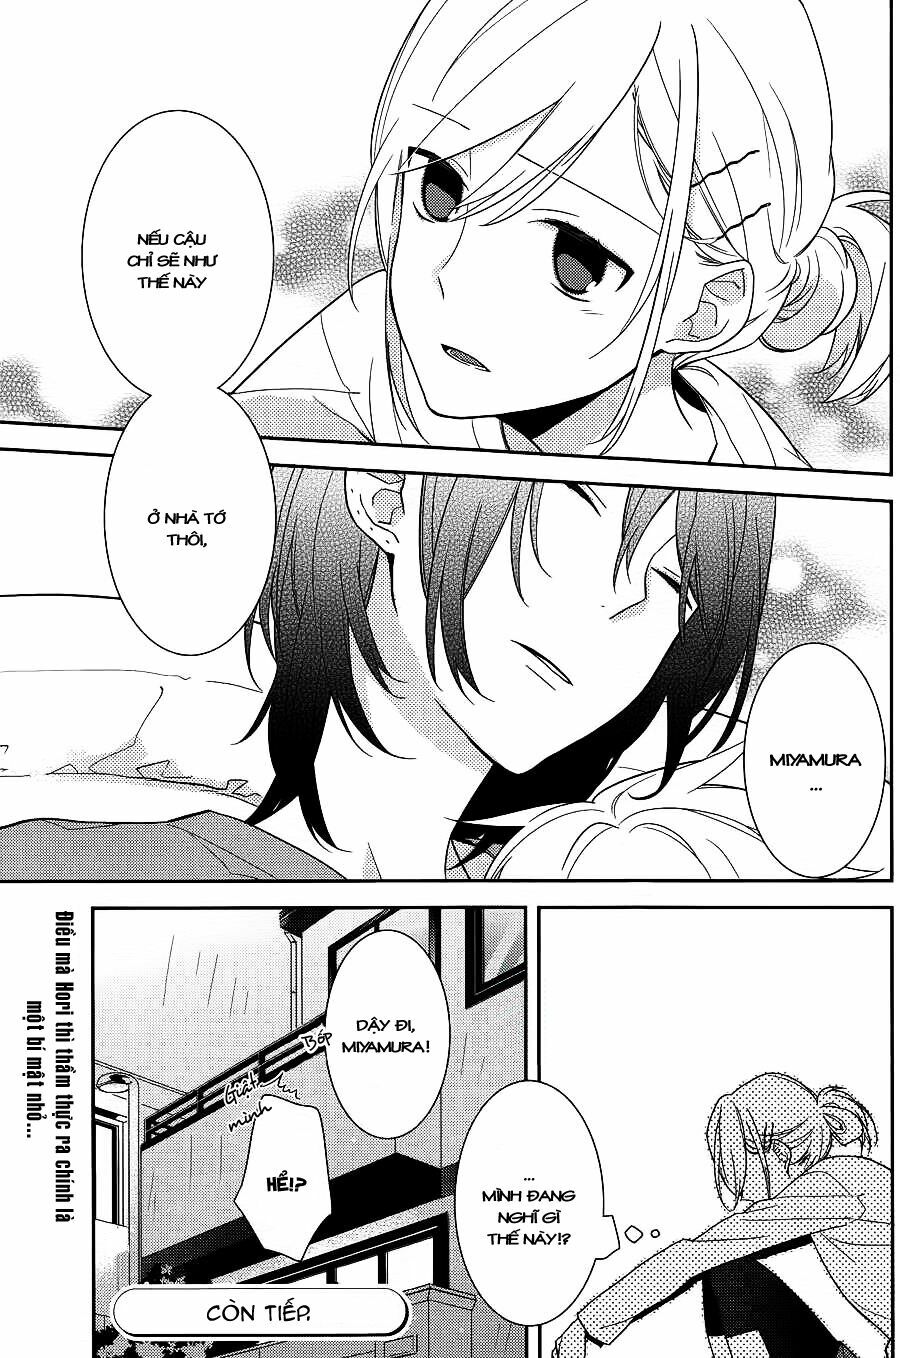 NẾU CẬU
CHỈ SẼ NHƯ
THẾ NÀY
Ở NHÀ TỚ
THÔI,
MIYAMURA
...
...
MÌNH ĐANG
NGHĨ GÌ
THẾ NÀY!?
DẬY ĐI,
MIYAMURA!
Bốp
Giật
mình
HỂ!?
CÒN TIẾP.
Điều mà Hori thì thầm thực ra chính là
một bí mật nhỏ...